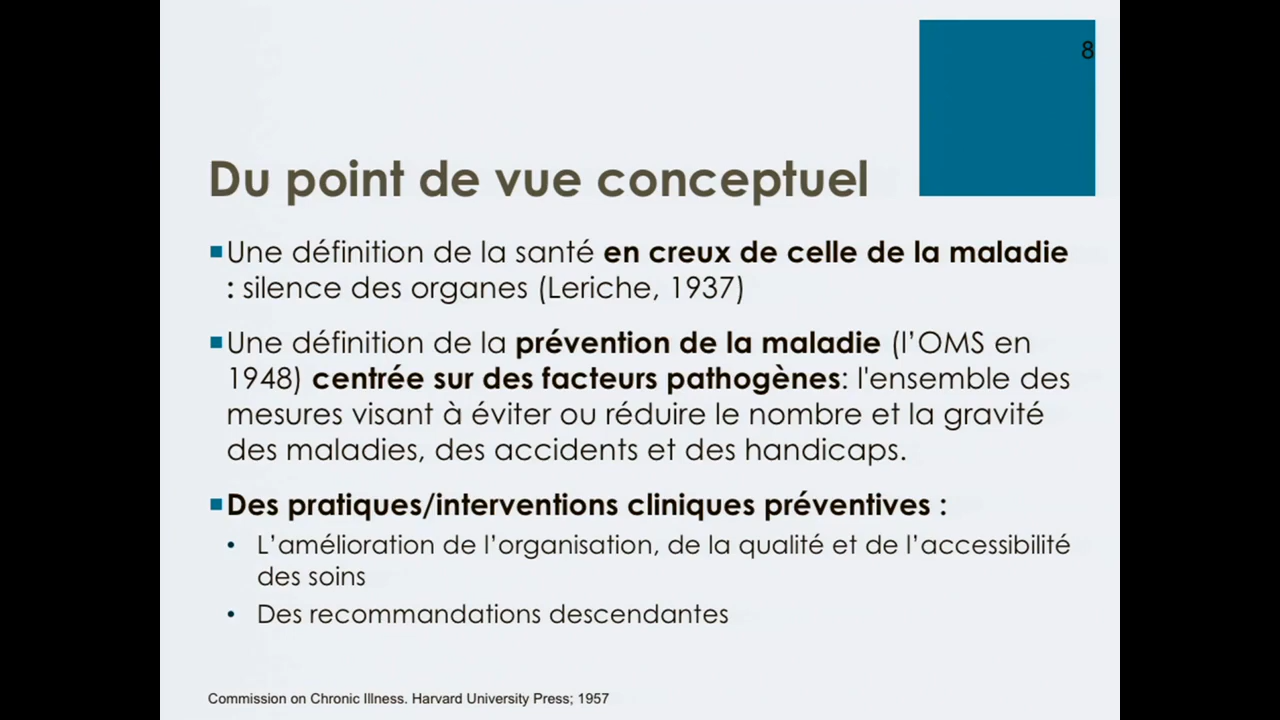 8
Du point de vue conceptuel
▪Une définition de la santé en creux de celle de la maladie
: silence des organes (Leriche, 1937)
▪Une définition de la prévention de la maladie (l’OMS en
1948) centrée sur des facteurs pathogènes: l'ensemble des
mesures visant à éviter ou réduire le nombre et la gravité
des maladies, des accidents et des handicaps.
▪Des pratiques/interventions cliniques préventives :
• L’amélioration de l’organisation, de la qualité et de l’accessibilité
des soins
• Des recommandations descendantes
Commission on Chronic Illness. Harvard University Press; 1957